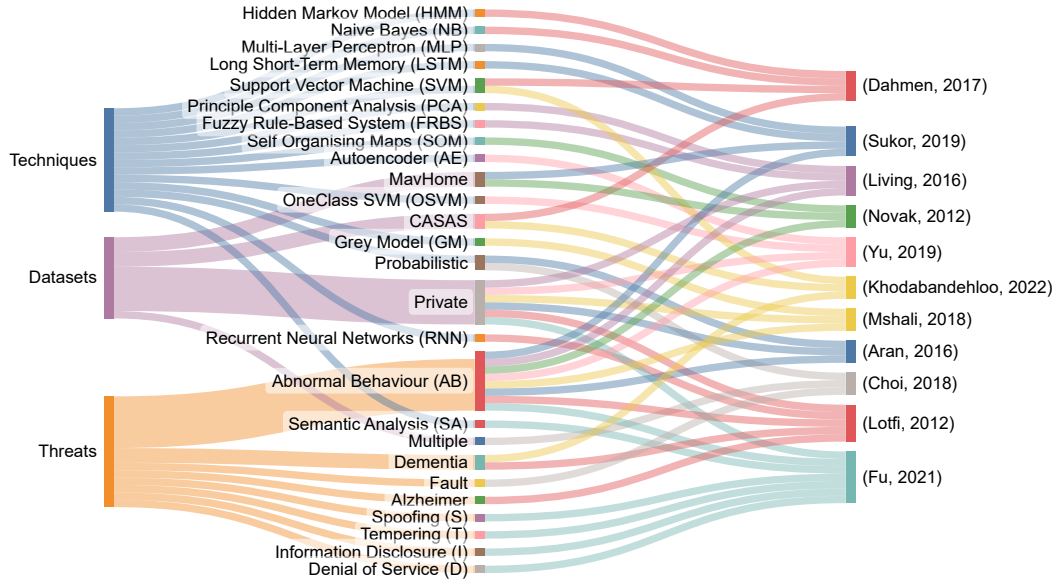 Techniques
Datasets
Threats
Hidden Markov Model (HMM)
Naive Bayes (NB)
Multi-Layer Perceptron (MLP)
Long Short-Term Memory (LSTM)
Support Vector Machine (SVM)
Principle Component Analysis (PCA)
Fuzzy Rule-Based System (FRBS)
Self Organising Maps (SOM)
Autoencoder (AE)
MavHome
OneClass SVM (OSVM)
CASAS
Grey Model (GM)
Probabilistic
Private
Recurrent Neural Networks (RNN)
Abnormal Behaviour (AB)
Semantic Analysis (SA)
Multiple
Dementia
Fault
Alzheimer
Spoofing (S)
Tempering (T)
Information Disclosure (I)
Denial of Service (D)
(Dahmen, 2017)
(Sukor, 2019)
(Living, 2016)
(Novak, 2012)
(Yu, 2019)
(Khodabandehloo, 2022)
(Mshali, 2018)
(Aran, 2016)
(Choi, 2018)
(Lotfi, 2012)
(Fu, 2021)